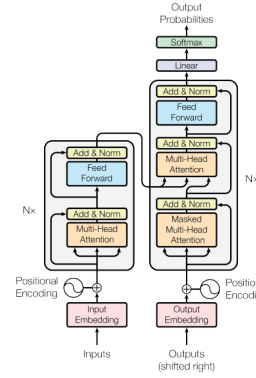 Output
Probabilities
Softmax
Linear
Add & Norm
Feed
Forward
Add & Norm
Multi-Head
Attention
Add & Norm
Masked
Multi-Head
Attention
N×
Add & Norm
Feed
Forward
Add & Norm
Multi-Head
Attention
N×
Positional
Encoding
Input
Embedding
Inputs
Positio
Encodi
Output
Embedding
Outputs
(shifted right)